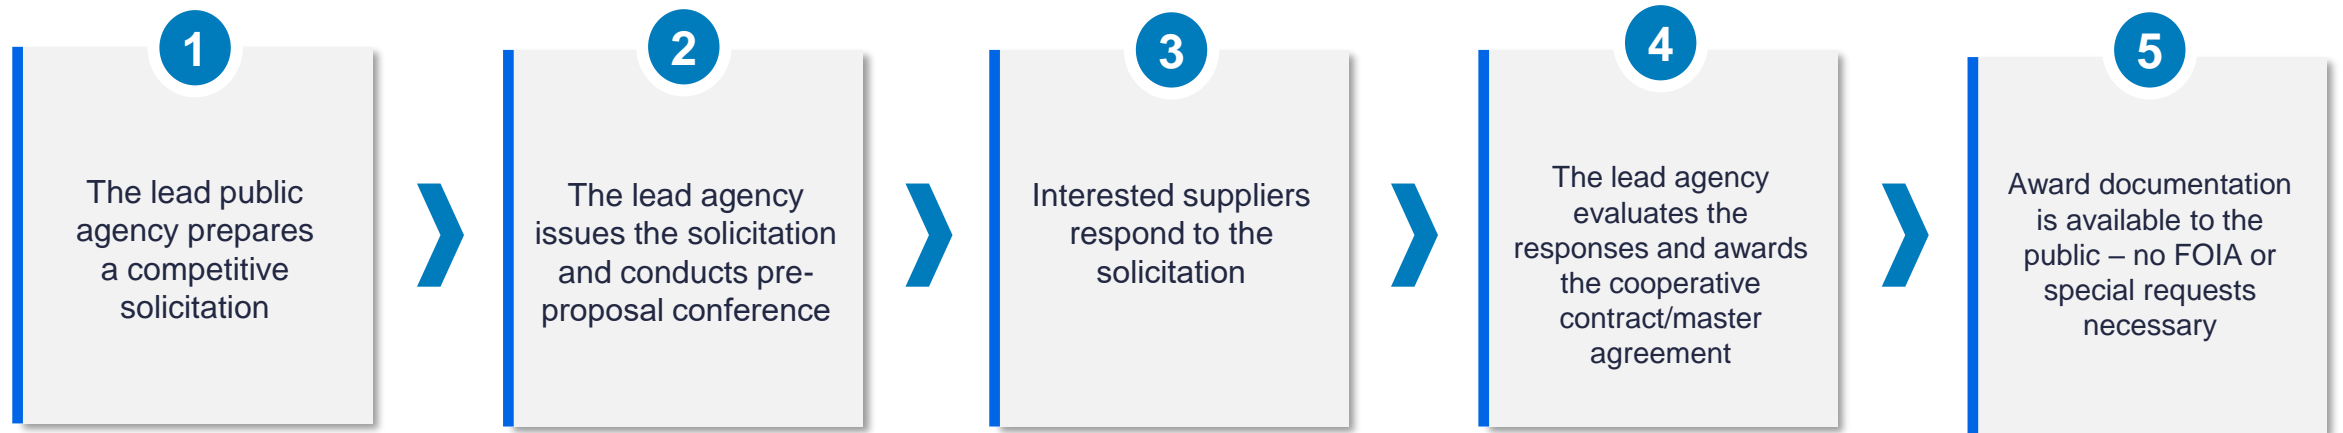 1
The lead public
agency prepares
a competitive
solicitation
2
The lead agency
issues the solicitation
and conducts pre-
proposal conference
3
Interested suppliers
respond to the
solicitation
4
The lead agency
evaluates the
responses and awards
the cooperative
contract/master
agreement
5
Award documentation
is available to the
public – no FOIA or
special requests
necessary